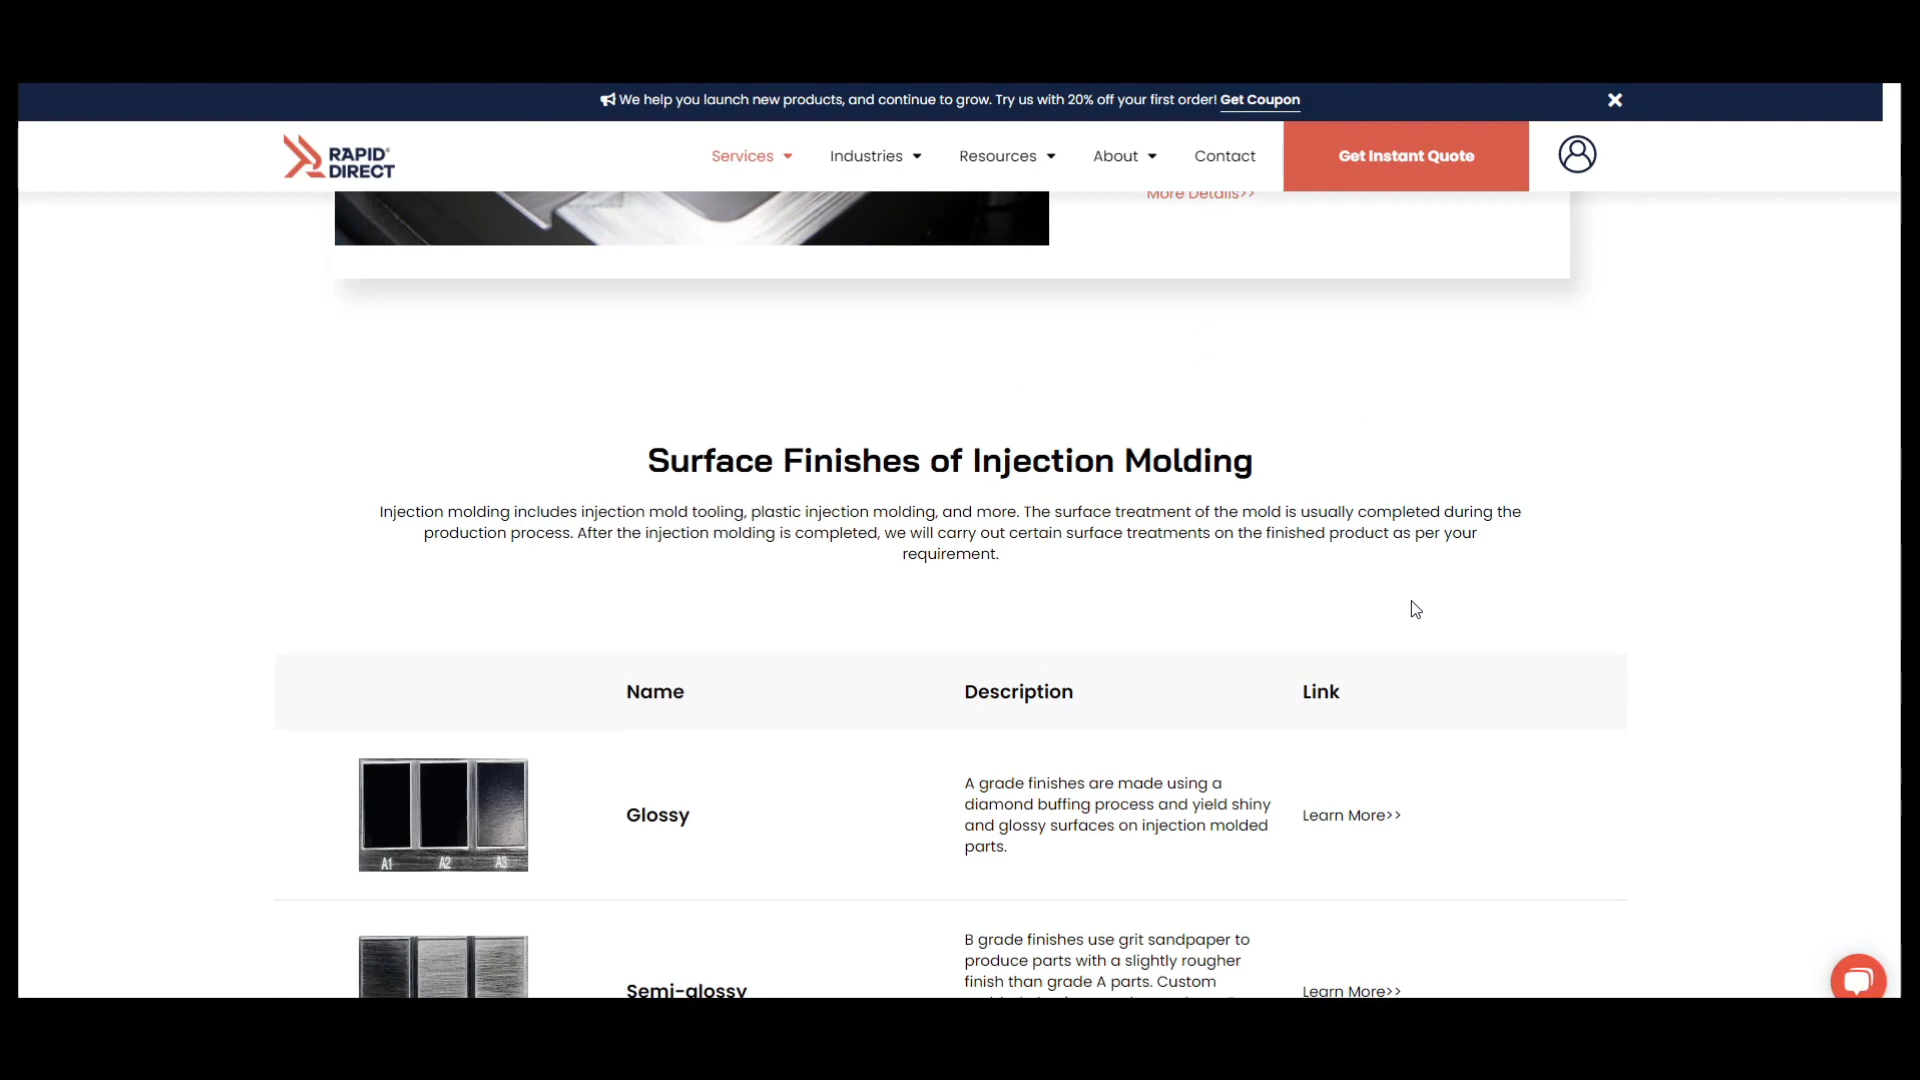 We help you launch new products, and continue to grow. Try us with 20% off your first order! Get Coupon
RAPID®
DIRECT
Services
Industries
Resources
About
Contact
Get Instant Quote
More Details>>
Surface Finishes of Injection Molding
Injection molding includes injection mold tooling, plastic injection molding, and more. The surface treatment of the mold is usually completed during the
production process. After the injection molding is completed, we will carry out certain surface treatments on the finished product as per your
requirement.
Name
Description
Link
A1
A2
A3
Glossy
A grade finishes are made using a
diamond buffing process and yield shiny
and glossy surfaces on injection molded
parts.
Learn More>>
Semi-glossy
B grade finishes use grit sandpaper to
produce parts with a slightly rougher
finish than grade A parts. Custom
Learn More>>